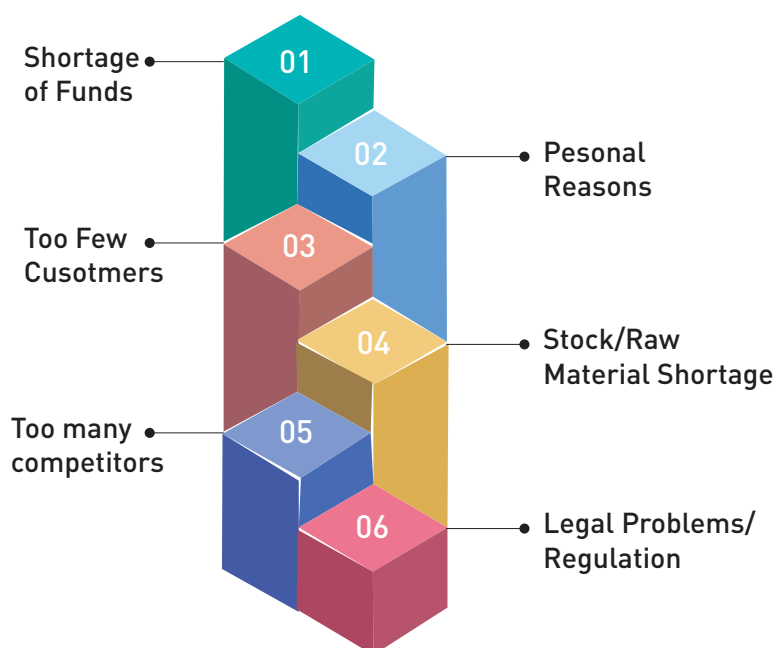 01
Shortage
of Funds
02
Pesonal
Reasons
03
Too Few
Cusotmers
04
Stock/Raw
Material Shortage
05
Too many
competitors
06
Legal Problems/
Regulation